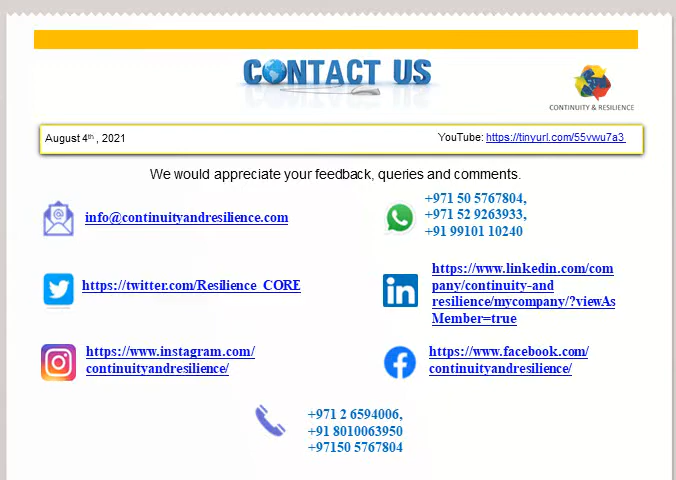 CONTACT US
CONTINUITY & RESILIENCE
August 4th , 2021
YouTube: https://tinyurl.com/55vwu7a3
We would appreciate your feedback, queries and comments.
info@continuityandresilience.com
+971 50 5767804,
+971 52 9263933,
+91 99101 10240
https://twitter.com/Resilience_CORE
https://www.linkedin.com/com
pany/continuity-and
resilience/mycompany/?viewAs
Member=true
https://www.instagram.com/
continuityandresilience/
https://www.facebook.com/
continuityandresilience/
+971 2 6594006,
+91 8010063950
+97150 5767804